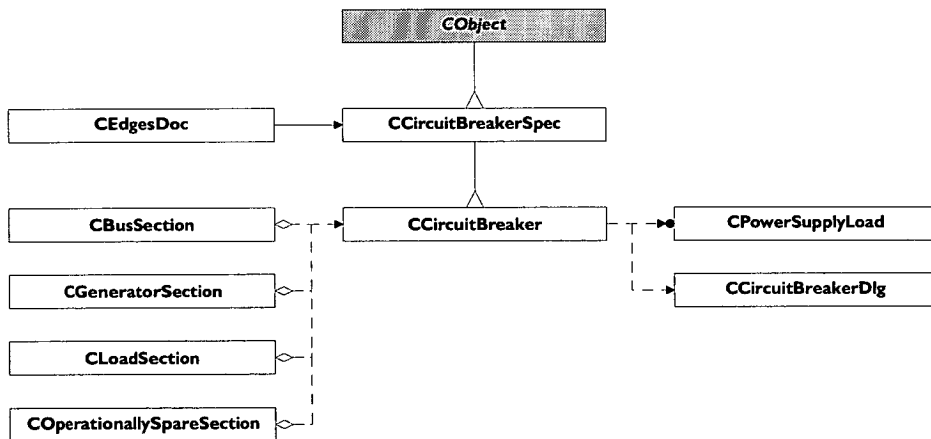 CObject
CEdgesDoc
CCircuitBreakerSpec
CBusSection
CCircuitBreaker
CPowerSupplyLoad
CGeneratorSection
CCircuitBreakerDlg
CLoadSection
COperationallySpareSection